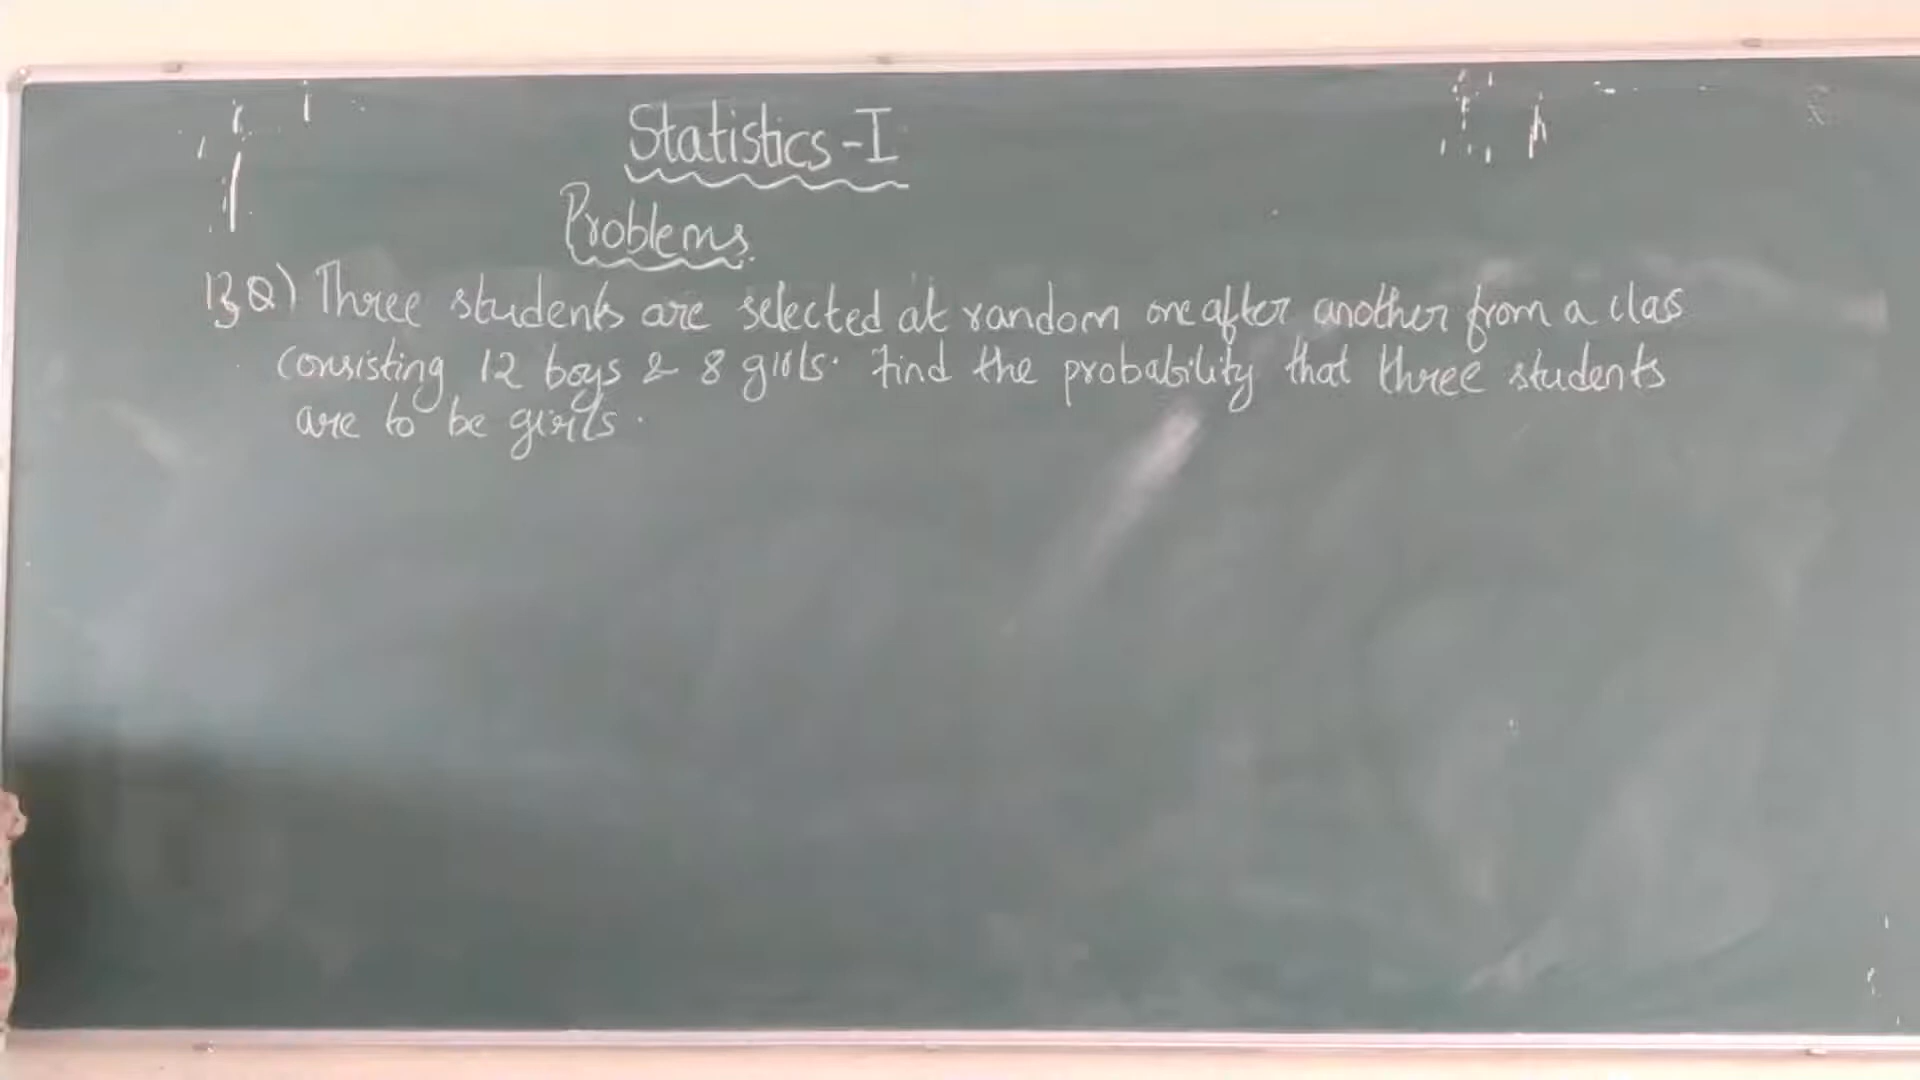 Statistics-I
Problems.
13Q) Three students are selected at random one after another from a class
consisting 12 boys & 8 girls. Find the probability that three students
are to be girls.